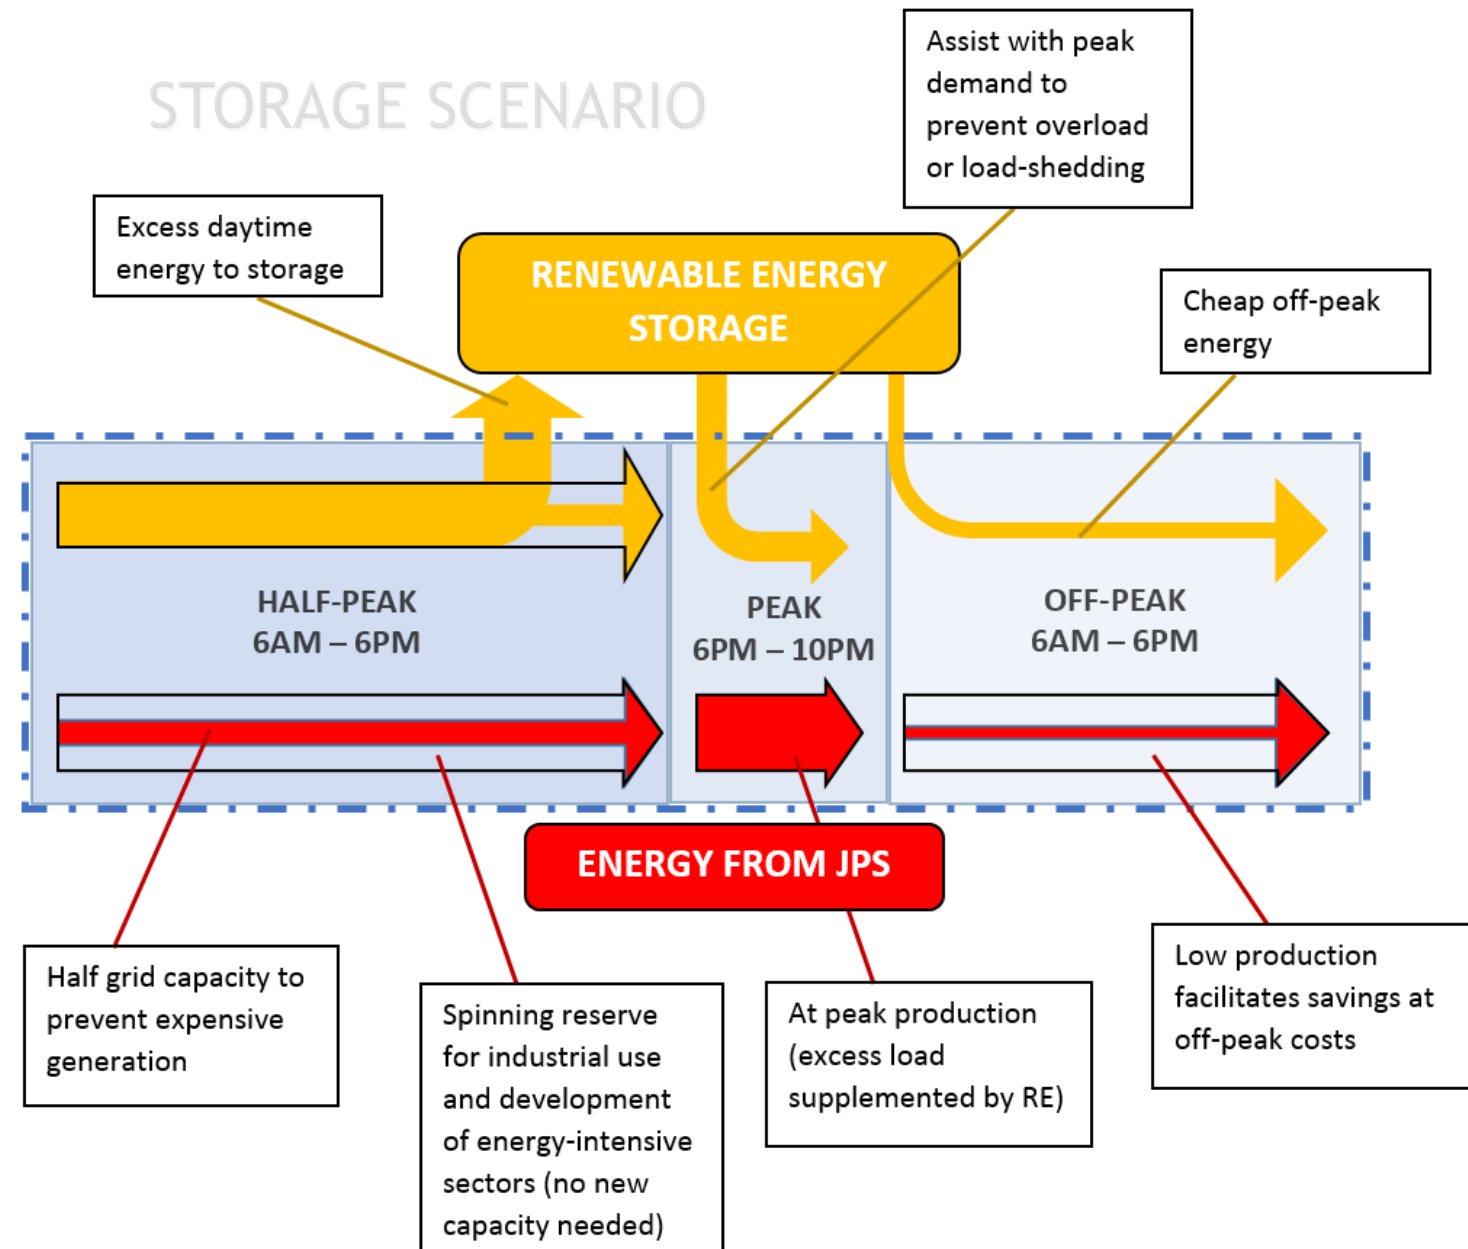 STORAGE SCENARIO
Assist with peak
demand to
prevent overload
or load-shedding
Excess daytime
energy to storage
RENEWABLE ENERGY
STORAGE
Cheap off-peak
energy
HALF-PEAK
6AM – 6PM
PEAK
6PM – 10PM
OFF-PEAK
6AM – 6PM
ENERGY FROM JPS
Half grid capacity to
prevent expensive
generation
Spinning reserve
for industrial use
and development
of energy-intensive
sectors (no new
capacity needed)
At peak production
(excess load
supplemented by RE)
Low production
facilitates savings at
off-peak costs